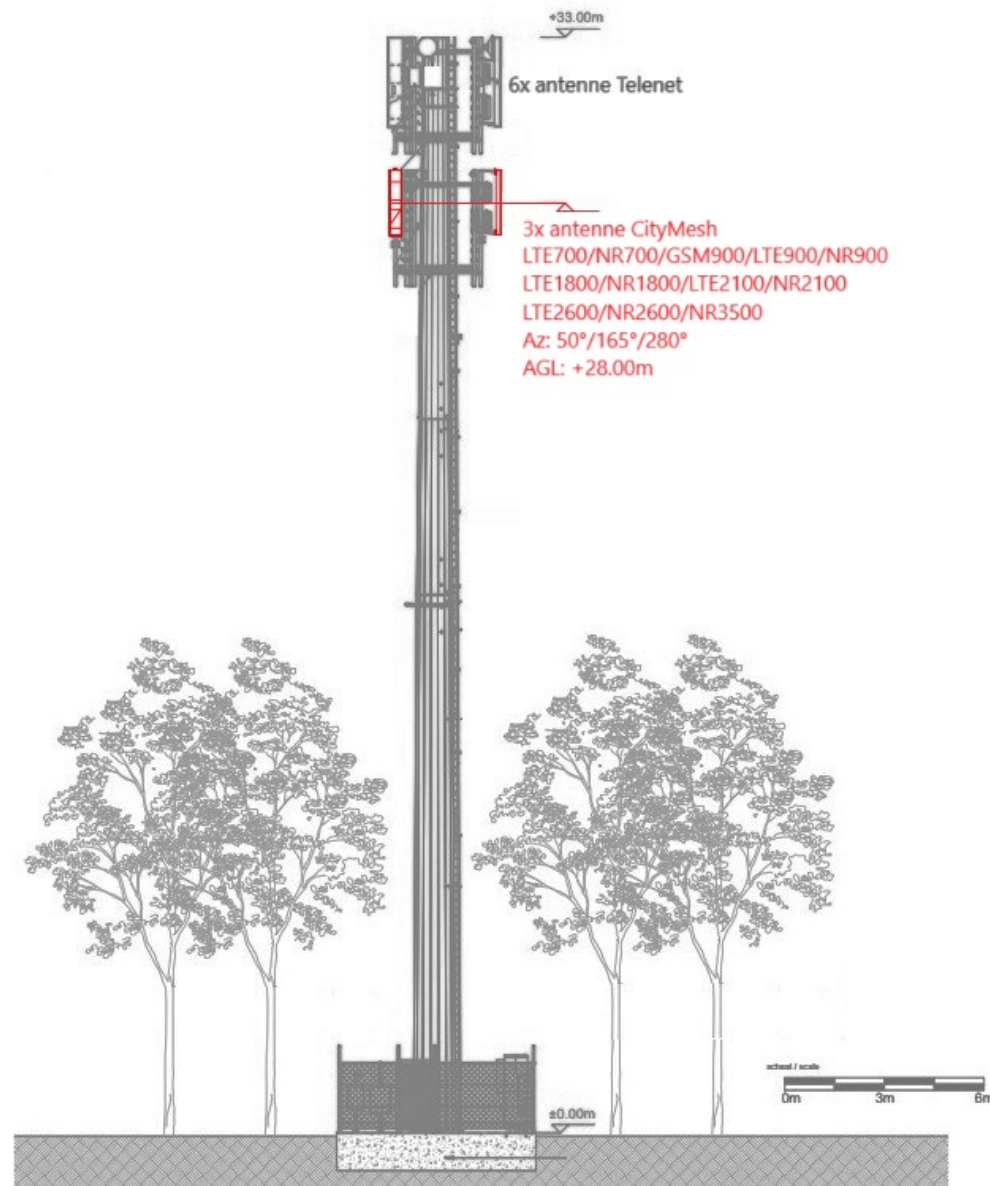 +33.00m
6x antenne Telenet
3x antenne CityMesh
LTE700/NR700/GSM900/LTE900/NR900
LTE1800/NR1800/LTE2100/NR2100
LTE2600/NR2600/NR3500
Az: 50°/165°/280°
AGL: +28.00m
schaal / scale
0m 3m 6m
±0.00m